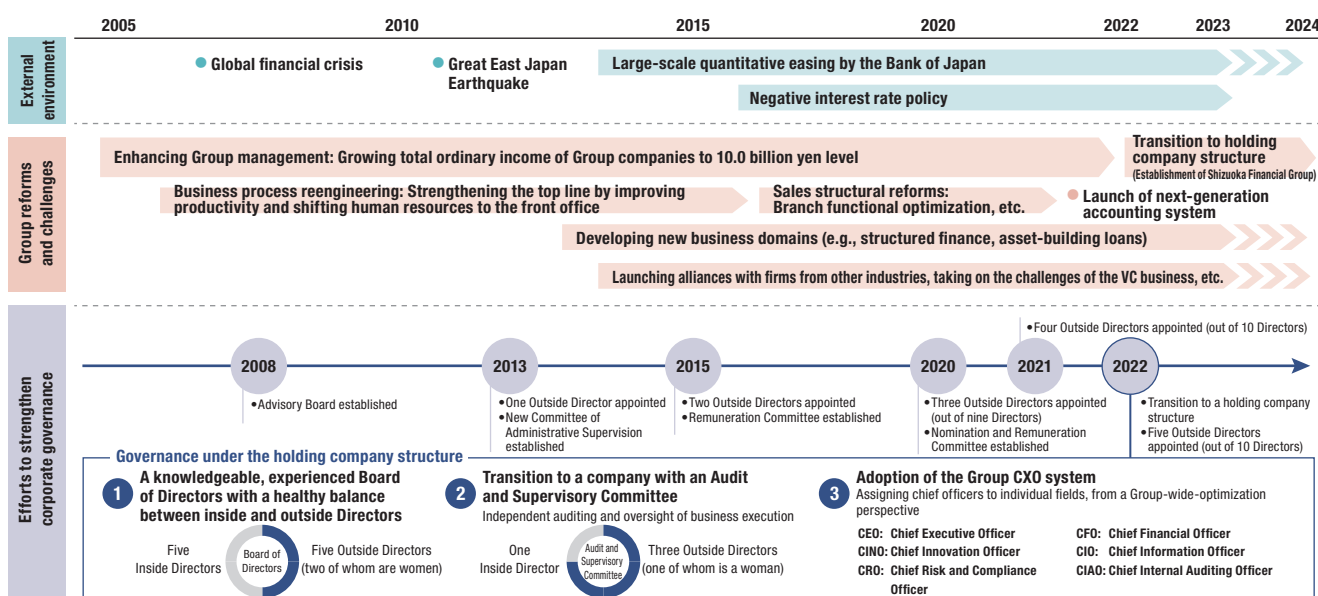 2005
2010
2015
2020
2022
2023
2024
External
environment
Global financial crisis
Great East Japan
Earthquake
Large-scale quantitative easing by the Bank of Japan
Negative interest rate policy
Group reforms
and challenges
Enhancing Group management: Growing total ordinary income of Group companies to 10.0 billion yen level
Transition to holding
company structure
(Establishment of Shizuoka Financial Group)
Business process reengineering: Strengthening the top line by improving
productivity and shifting human resources to the front office
Sales structural reforms:
Branch functional optimization, etc.
Launch of next-generation
accounting system
Developing new business domains (e.g., structured finance, asset-building loans)
Launching alliances with firms from other industries, taking on the challenges of the VC business, etc.
Efforts to strengthen
corporate governance
•Four Outside Directors appointed (out of 10 Directors)
2008
2013
2015
2020
2021
2022
•Advisory Board established
•One Outside Director appointed
•New Committee of
Administrative Supervision
established
•Two Outside Directors appointed
•Remuneration Committee established
•Three Outside Directors appointed
(out of nine Directors)
•Nomination and Remuneration
Committee established
•Transition to a holding company
structure
•Five Outside Directors
appointed (out of 10 Directors)
Governance under the holding company structure
1
A knowledgeable, experienced Board
of Directors with a healthy balance
between inside and outside Directors
Five
Inside Directors
Board of
Directors
Five Outside Directors
(two of whom are women)
2
Transition to a company with an Audit
and Supervisory Committee
Independent auditing and oversight of business execution
One
Inside Director
Audit and
Supervisory
Committee
Three Outside Directors
(one of whom is a woman)
3
Adoption of the Group CXO system
Assigning chief officers to individual fields, from a Group-wide-optimization
perspective
CEO: Chief Executive Officer
CINO: Chief Innovation Officer
CRO: Chief Risk and Compliance
Officer
CFO: Chief Financial Officer
CIO: Chief Information Officer
CIAO: Chief Internal Auditing Officer